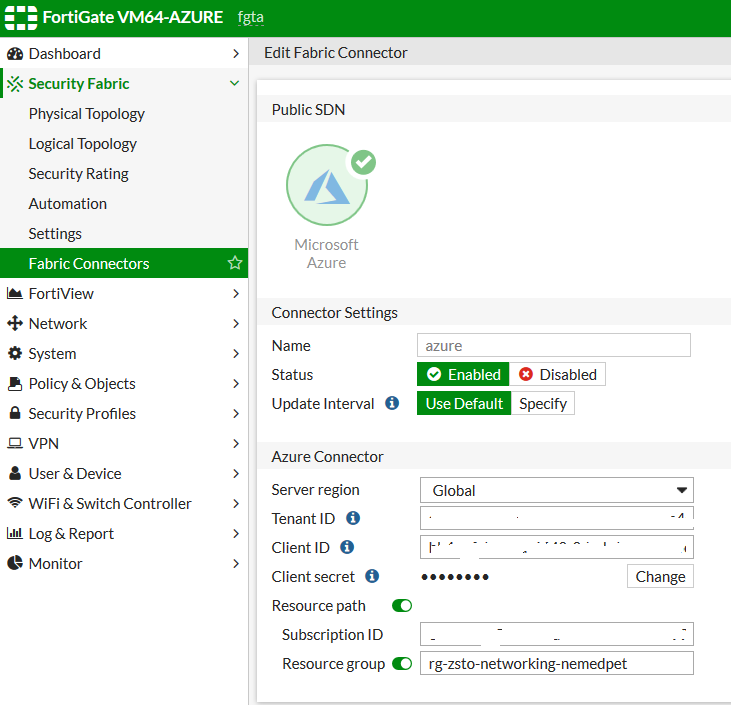 FortiGate VM64-AZURE fgta
Dashboard
Security Fabric
Physical Topology
Logical Topology
Security Rating
Automation
Settings
Fabric Connectors
FortiView
Network
System
Policy & Objects
Security Profiles
VPN
User & Device
WiFi & Switch Controller
Log & Report
Monitor
Edit Fabric Connector
Public SDN
Microsoft
Azure
Connector Settings
Name azure
Status Enabled Disabled
Update Interval Use Default Specify
Azure Connector
Server region Global
Tenant ID
Client ID
Client secret •••••••• Change
Resource path
Subscription ID
Resource group rg-zsto-networking-nemedpet